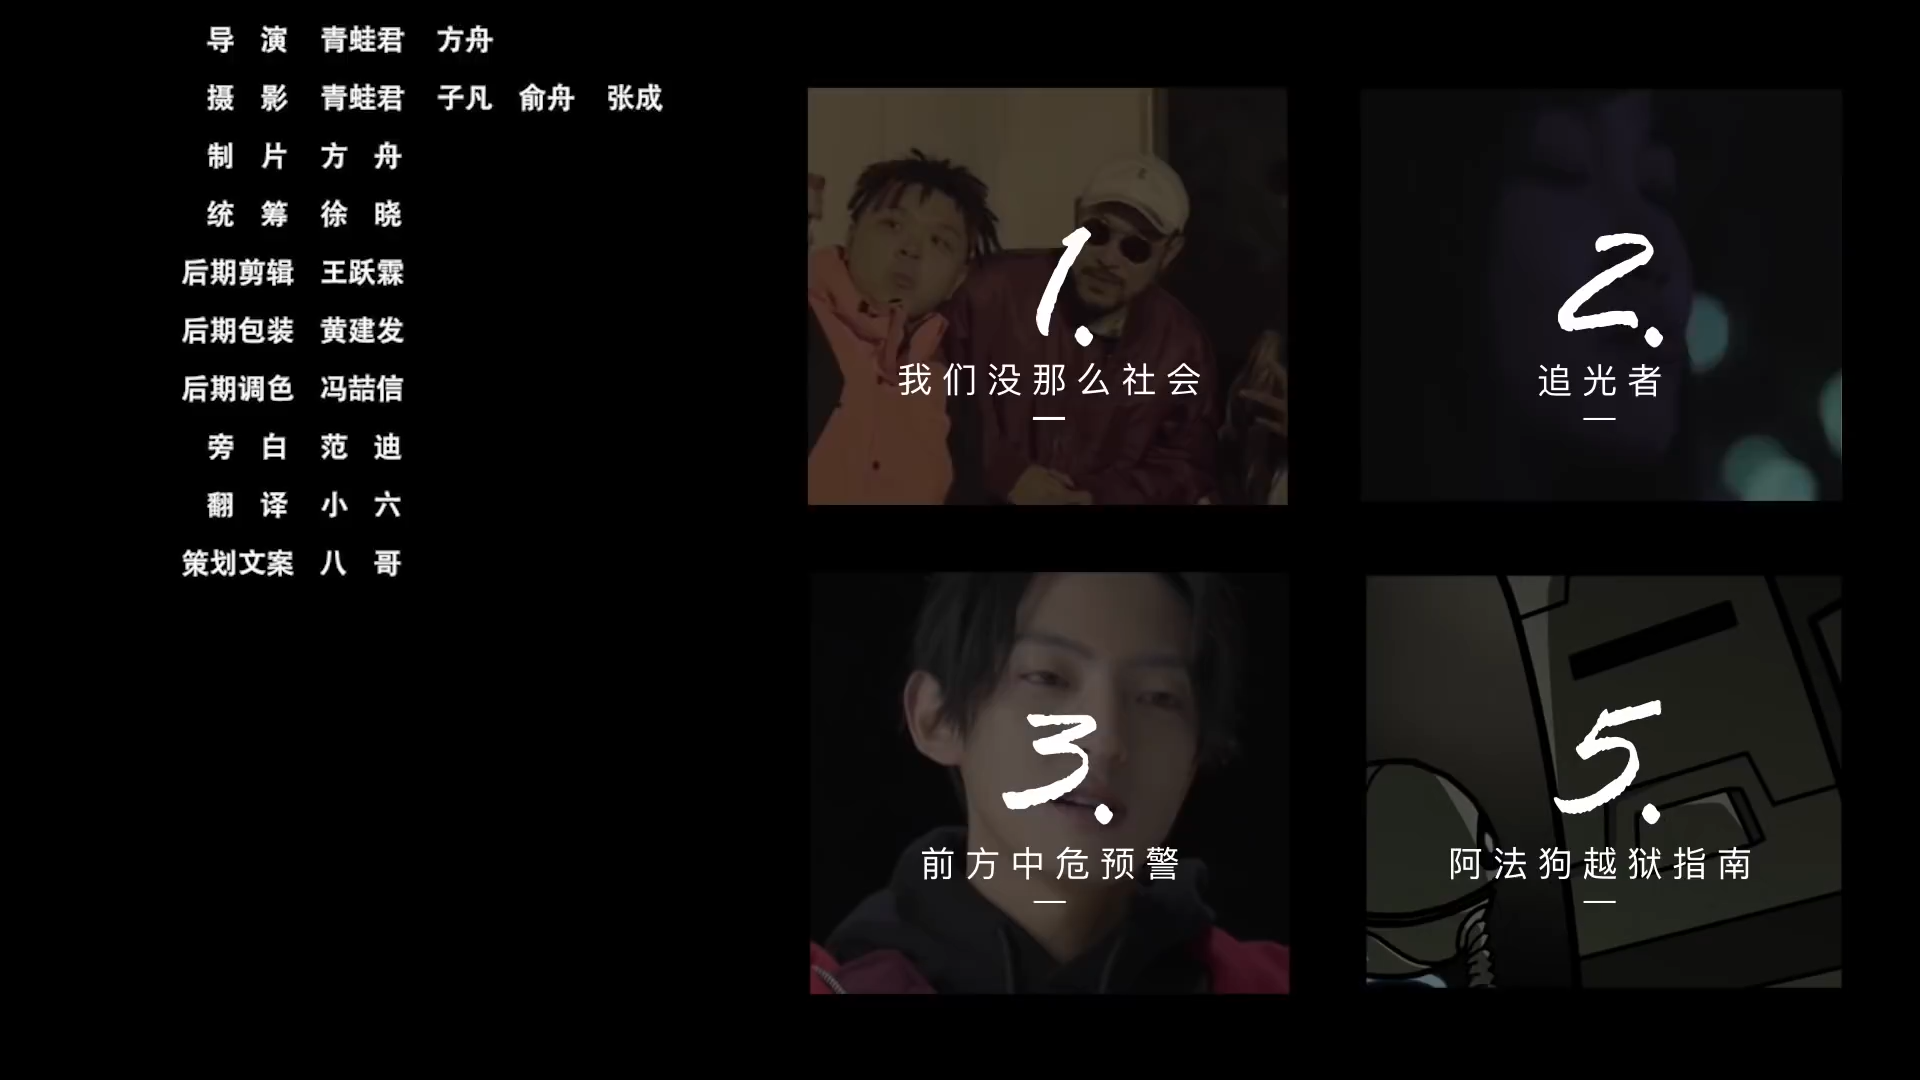 导 演 青蛙君 方舟
摄 影 青蛙君 子凡 俞舟 张成
制 片 方 舟
统 筹 徐 晓
后期剪辑 王跃霖
后期包装 黄建发
后期调色 冯喆信
旁 白 范 迪
翻 译 小 六
策划文案 八 哥
1.
我们没那么社会
2.
追光者
3.
前方中危预警
5.
阿法狗越狱指南